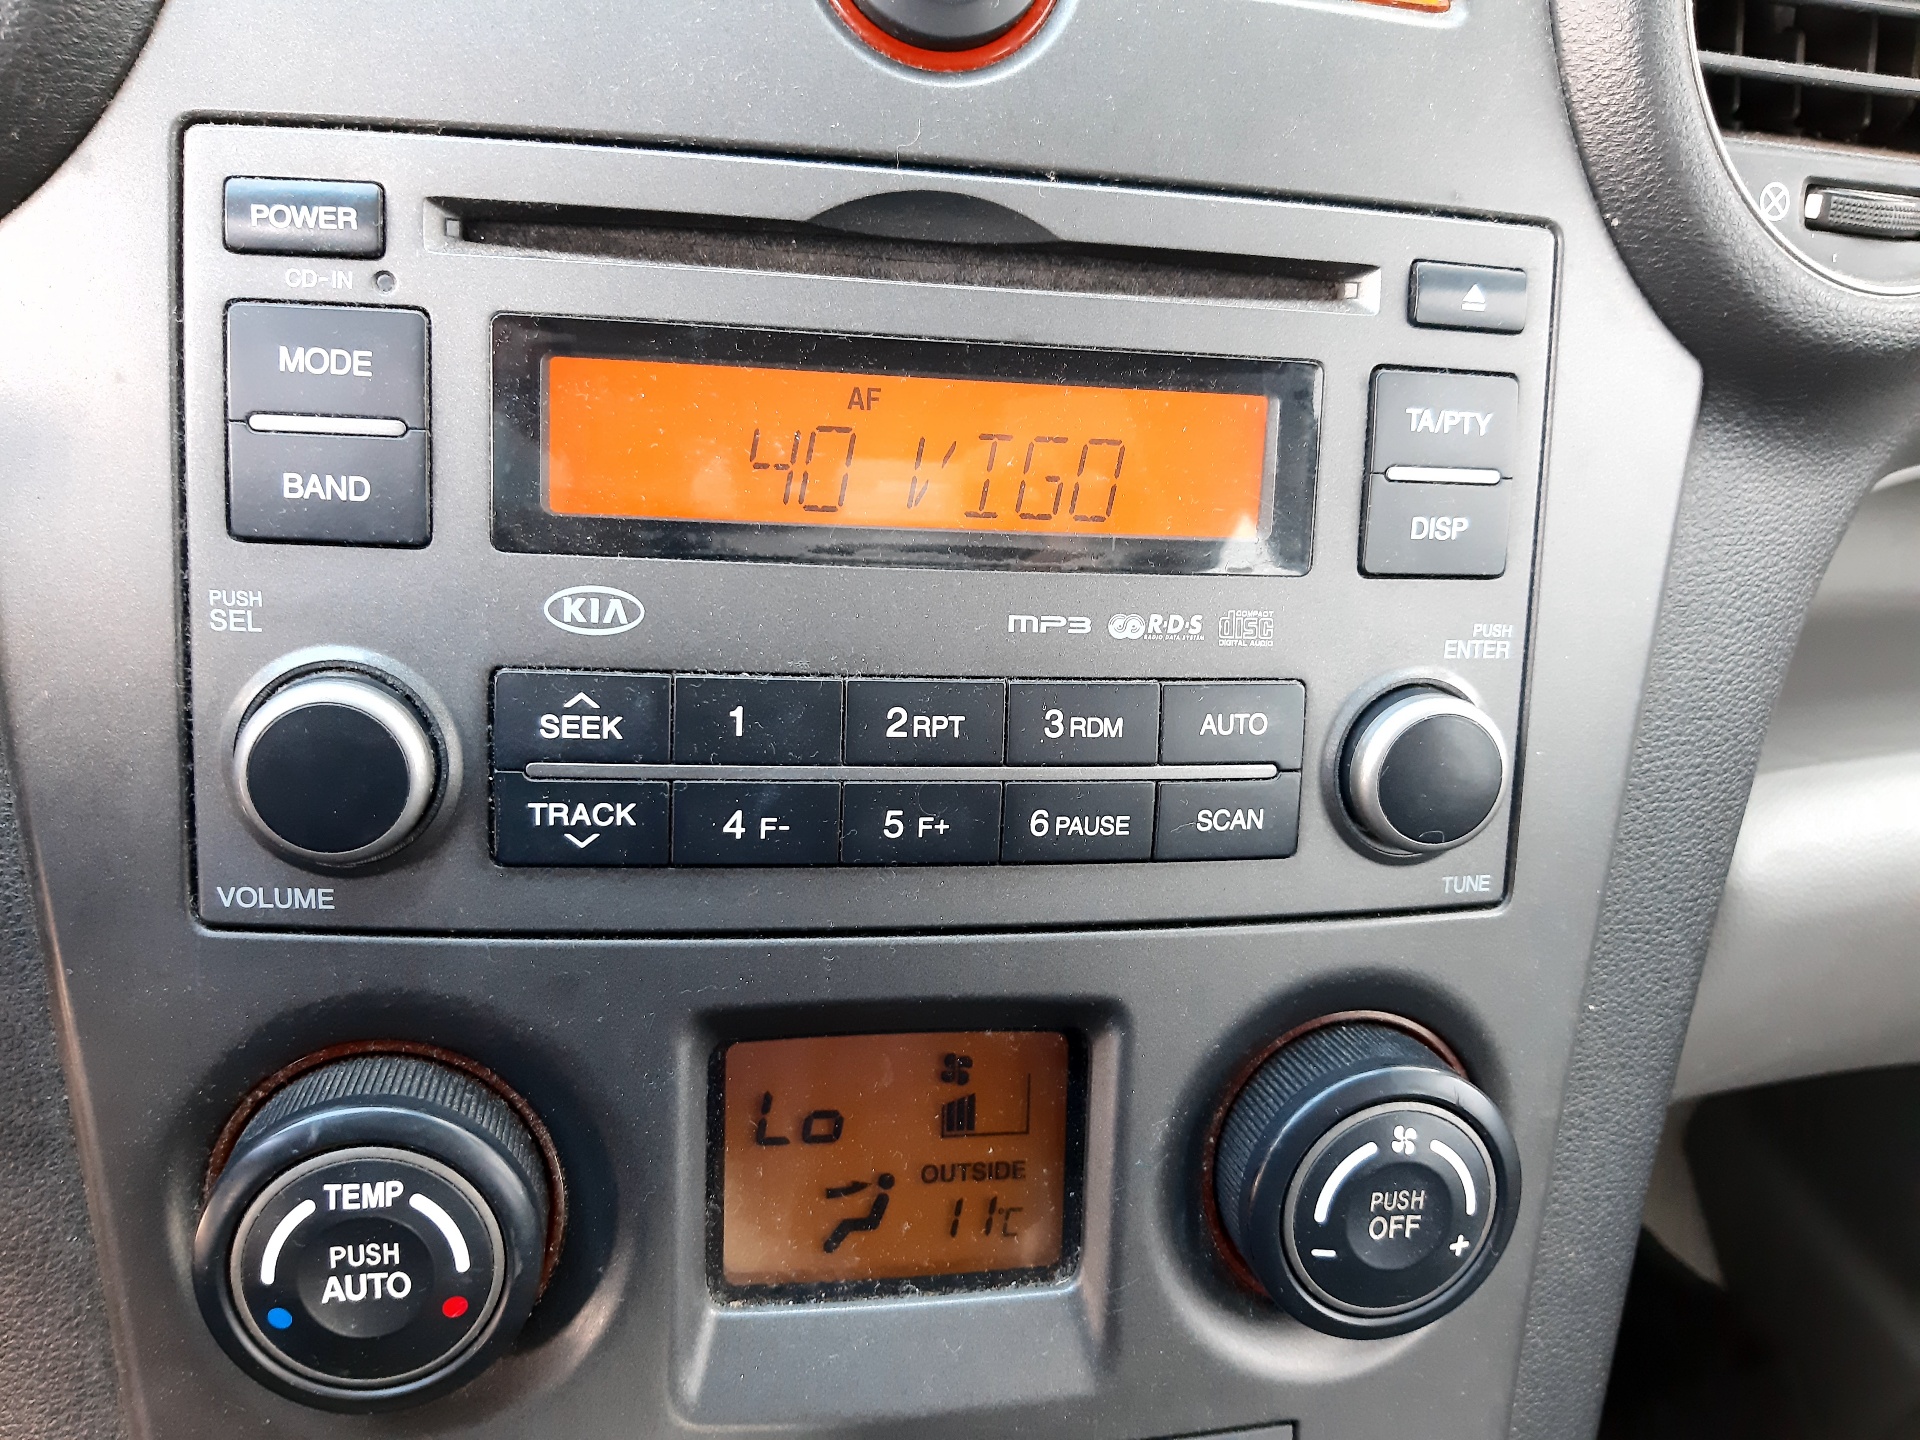 POWER
CD-IN
MODE
BAND
AF
40 VIGO
TA/PTY
DISP
PUSH
SEL
KIA
MP3 R·D·S COMPACT
RADIO DATA SYSTEM disc
DIGITAL AUDIO
PUSH
ENTER
SEEK 1 2 RPT 3 RDM AUTO
TRACK 4 F- 5 F+ 6 PAUSE SCAN
VOLUME
TUNE
TEMP
PUSH
AUTO
Lo
OUTSIDE
11°C
PUSH
OFF
- +